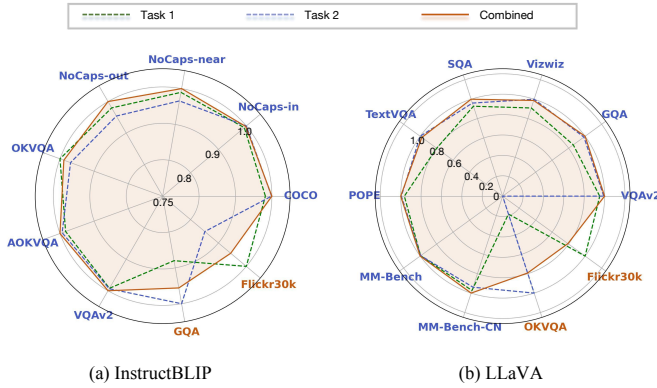 Task 1 Task 2 Combined
NoCaps-near
NoCaps-out
NoCaps-in
OKVQA
1.0
0.9
0.8
0.75
COCO
AOKVQA
Flickr30k
VQAv2
GQA
(a) InstructBLIP
SQA
Vizwiz
TextVQA
GQA
1.0
0.8
0.6
0.4
0.2
0
POPE
VQAv2
MM-Bench
Flickr30k
MM-Bench-CN
OKVQA
(b) LLaVA